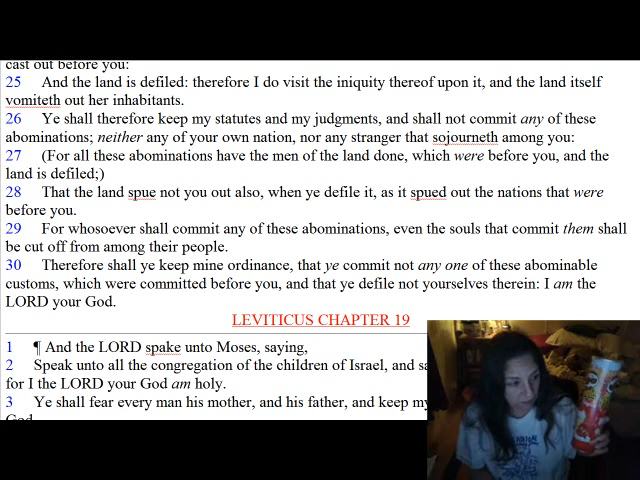 cast out before you:
25 And the land is defiled: therefore I do visit the iniquity thereof upon it, and the land itself
vomiteth out her inhabitants.
26 Ye shall therefore keep my statutes and my judgments, and shall not commit any of these
abominations; neither any of your own nation, nor any stranger that sojourneth among you:
27 (For all these abominations have the men of the land done, which were before you, and the
land is defiled;)
28 That the land spue not you out also, when ye defile it, as it spued out the nations that were
before you.
29 For whosoever shall commit any of these abominations, even the souls that commit them shall
be cut off from among their people.
30 Therefore shall ye keep mine ordinance, that ye commit not any one of these abominable
customs, which were committed before you, and that ye defile not yourselves therein: I am the
LORD your God.
LEVITICUS CHAPTER 19
1 ¶ And the LORD spake unto Moses, saying,
2 Speak unto all the congregation of the children of Israel, and
for I the LORD your God am holy.
3 Ye shall fear every man his mother, and his father, and keep
God.